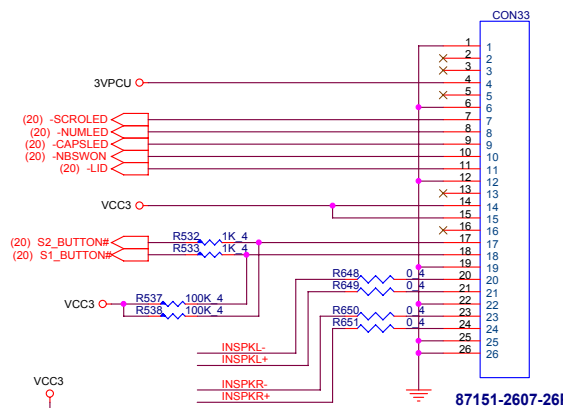 CON33
1 1
2 2
3 3
3VPCU 4 4
5 5
6 6
(20) -SCROLED 7 7
(20) -NUMLED 8 8
(20) -CAPSLED 9 9
(20) -NBSWON 10 10
(20) -LID 11 11
12 12
13 13
VCC3 14 14
15 15
16 16
(20) S2_BUTTON# R532 1K_4 17 17
(20) S1_BUTTON# R533 1K_4 18 18
19 19
R648 0_4 20 20
R649 0_4 21 21
VCC3 R537 100K_4 22 22
R538 100K_4 R650 0_4 23 23
R651 0_4 24 24
25 25
INSPKL- 26 26
INSPKL+
VCC3
INSPKR-
INSPKR+
87151-2607-26